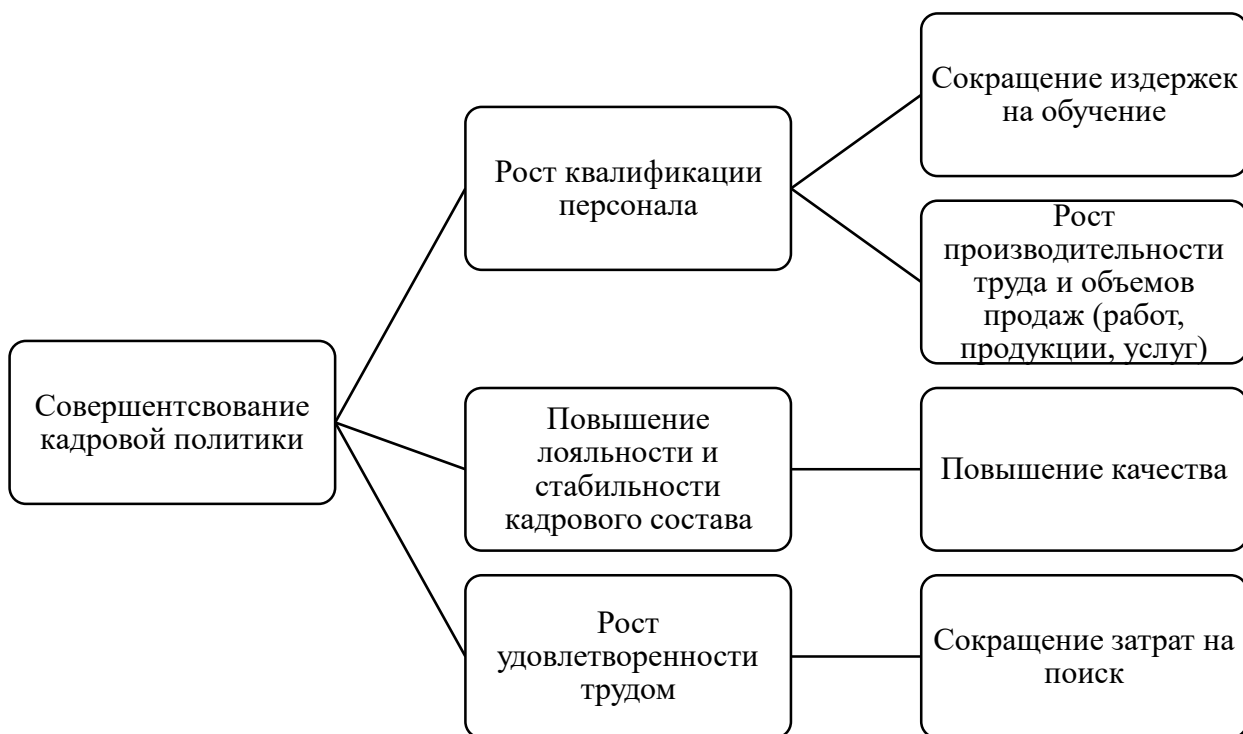 Совершентсвование
кадровой политики
Рост квалификации
персонала
Сокращение издержек
на обучение
Рост
производительности
труда и объемов
продаж (работ,
продукции, услуг)
Повышение
лояльности и
стабильности
кадрового состава
Повышение качества
Рост
удовлетворенности
трудом
Сокращение затрат на
поиск